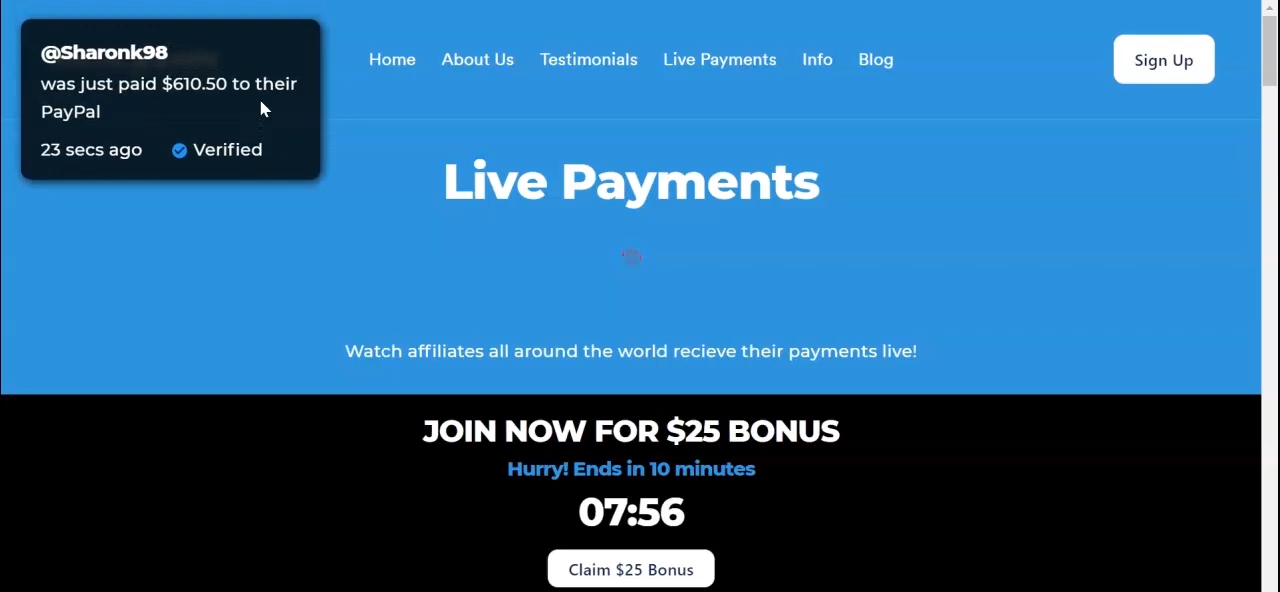 @Sharonk98
was just paid $610.50 to their
PayPal
23 secs ago Verified
Home About Us Testimonials Live Payments Info Blog
Sign Up
Live Payments
Watch affiliates all around the world recieve their payments live!
JOIN NOW FOR $25 BONUS
Hurry! Ends in 10 minutes
07:56
Claim $25 Bonus